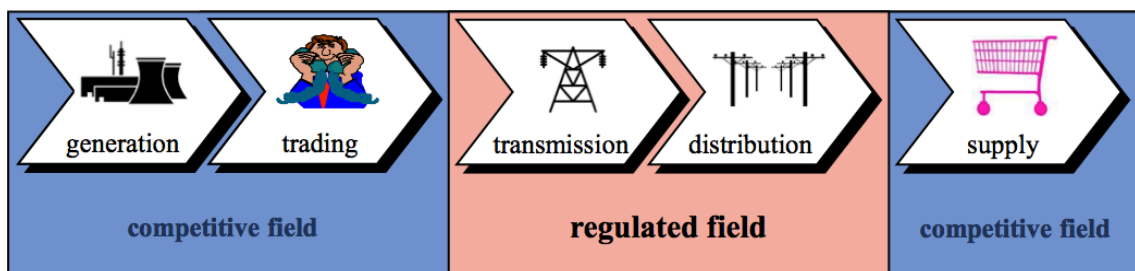 generation
trading
transmission
distribution
supply
competitive field
regulated field
competitive field